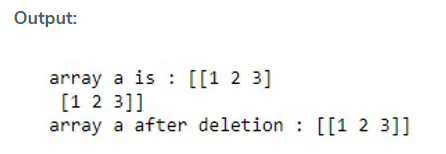 Output:
array a is : [[1 2 3]
[1 2 3]]
array a after deletion : [[1 2 3]]